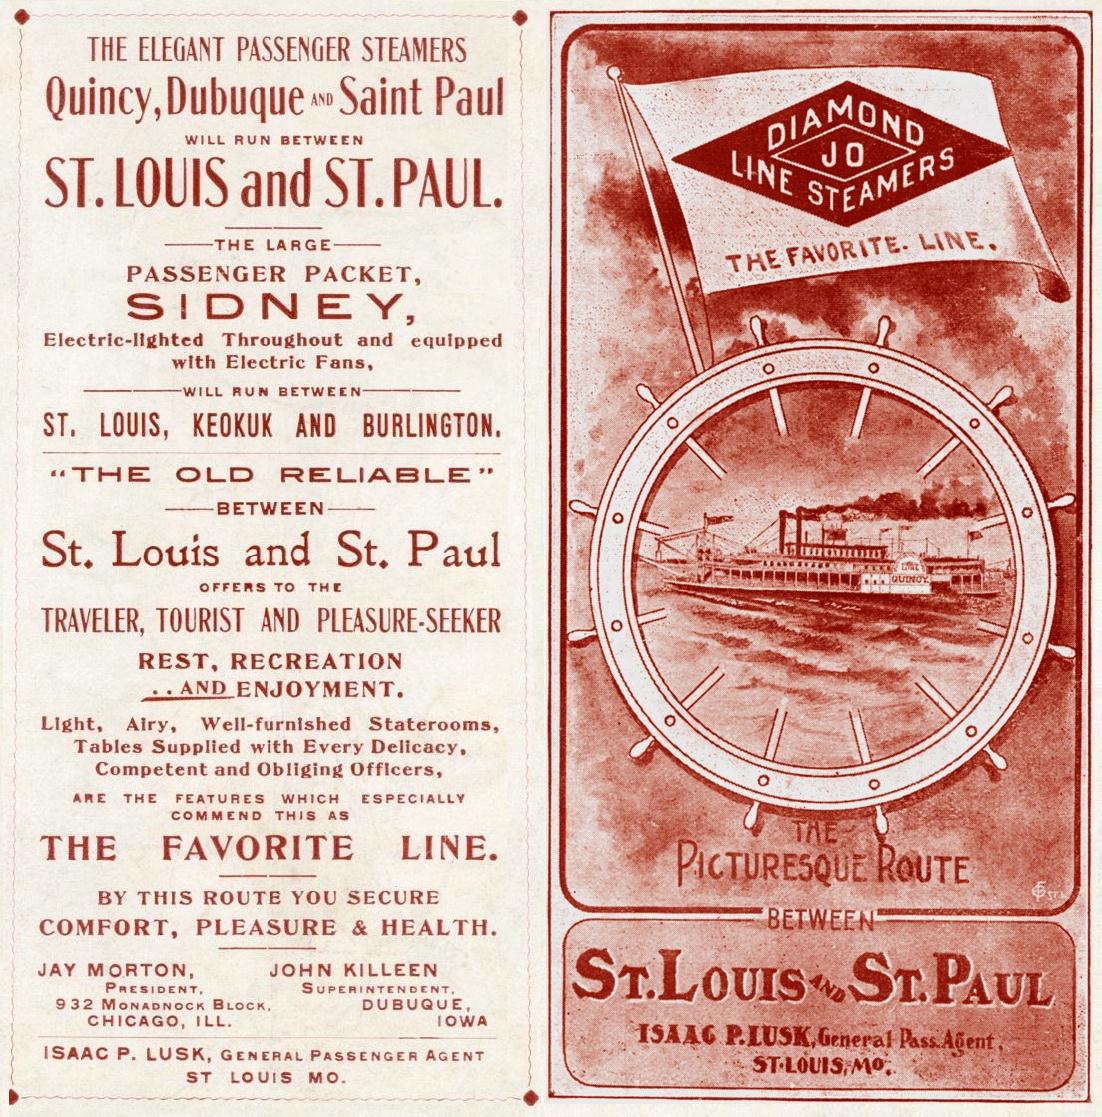 THE ELEGANT PASSENGER STEAMERS
Quincy, Dubuque AND Saint Paul
WILL RUN BETWEEN
ST. LOUIS and ST. PAUL.
THE LARGE
PASSENGER PACKET,
SIDNEY,
Electric-lighted Throughout and equipped
with Electric Fans,
WILL RUN BETWEEN
ST. LOUIS, KEOKUK AND BURLINGTON.
"THE OLD RELIABLE"
BETWEEN
St. Louis and St. Paul
OFFERS TO THE
TRAVELER, TOURIST AND PLEASURE-SEEKER
REST, RECREATION
..AND ENJOYMENT.
Light, Airy, Well-furnished Staterooms,
Tables Supplied with Every Delicacy,
Competent and Obliging Officers,
ARE THE FEATURES WHICH ESPECIALLY
COMMEND THIS AS
THE FAVORITE LINE.
BY THIS ROUTE YOU SECURE
COMFORT, PLEASURE & HEALTH.
JAY MORTON,
PRESIDENT,
932 MONADNOCK BLOCK,
CHICAGO, ILL.
JOHN KILLEEN
SUPERINTENDENT,
DUBUQUE,
IOWA
ISAAC P. LUSK, GENERAL PASSENGER AGENT
ST LOUIS MO.
DIAMOND
JO
LINE STEAMERS
THE FAVORITE. LINE.
QUINCY
THE
PICTURESQUE ROUTE
BETWEEN
ST. LOUIS AND ST. PAUL
ISAAC P. LUSK, General Pass. Agent,
ST. LOUIS, MO.